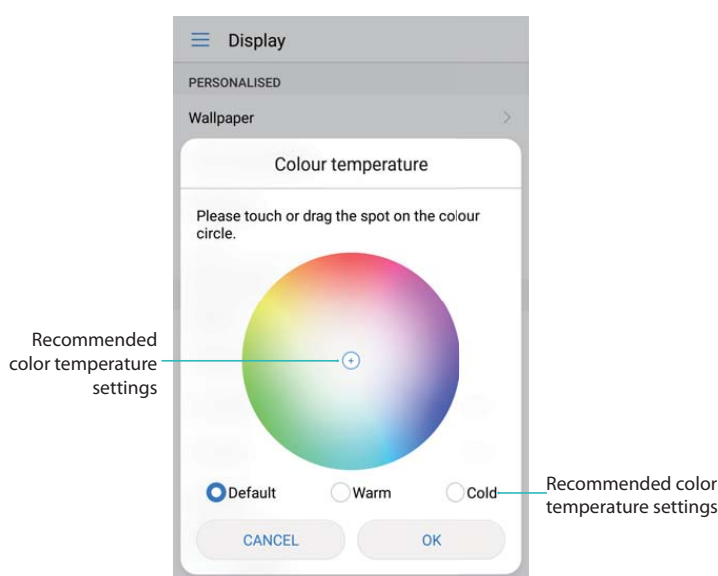 Display
PERSONALISED
Wallpaper
Colour temperature
Please touch or drag the spot on the colour
circle.
Recommended
color temperature
settings
Default
Warm
Cold
Recommended color
temperature settings
CANCEL
OK